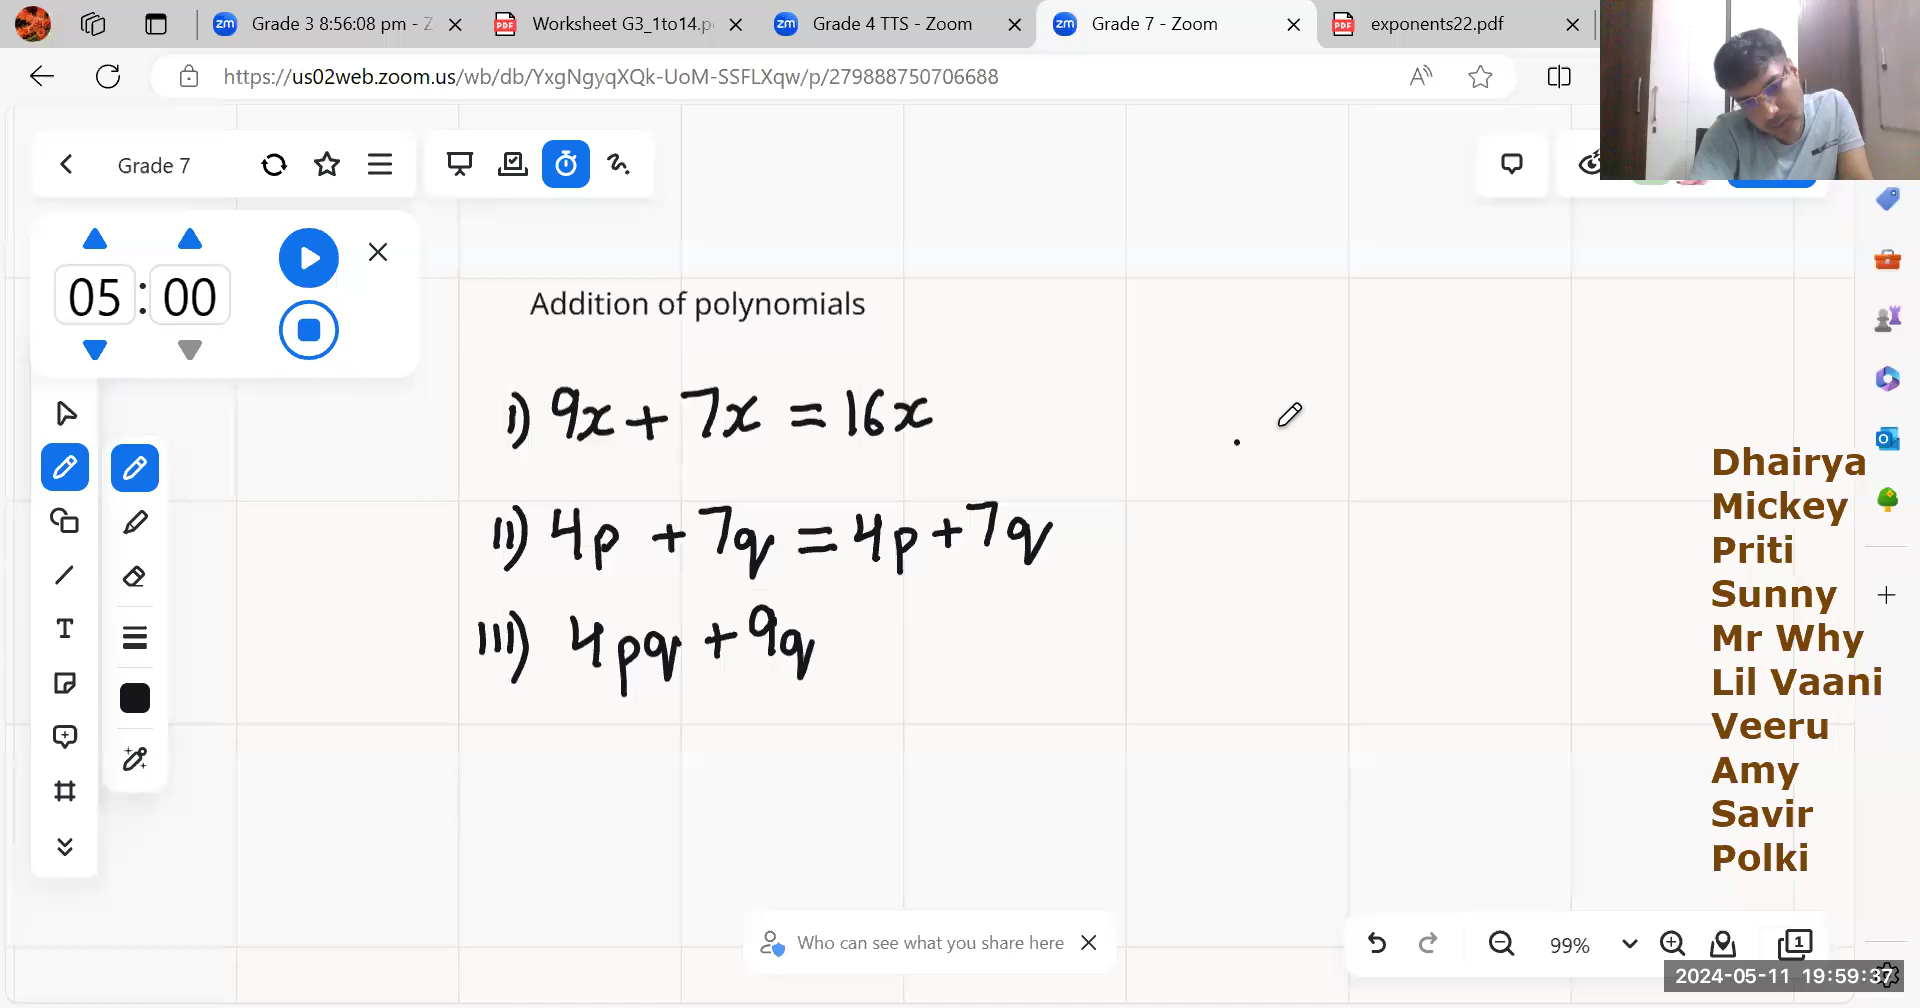 Grade 3 8:56:08 pm - Z
Worksheet G3_1to14.p
Grade 4 TTS - Zoom
Grade 7 - Zoom
exponents22.pdf
https://us02web.zoom.us/wb/db/YxgNgyqXQk-UoM-SSFLXqw/p/279888750706688
Grade 7
05:00
Addition of polynomials
i) 9x + 7x = 16x
ii) 4p + 7q = 4p + 7q
iii) 4pq + 9q
Dhairya
Mickey
Priti
Sunny
Mr Why
Lil Vaani
Veeru
Amy
Savir
Polki
Who can see what you share here
99%
1
2024-05-11 19:59:37